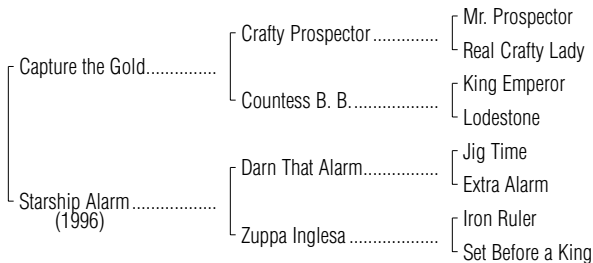 Mr. Prospector
Crafty Prospector...............
Real Crafty Lady
Capture the Gold................
King Emperor
Countess B. B. ...................
Lodestone
Jig Time
Darn That Alarm.................
Extra Alarm
Starship Alarm ...................
(1996)
Iron Ruler
Zuppa Inglesa ....................
Set Before a King